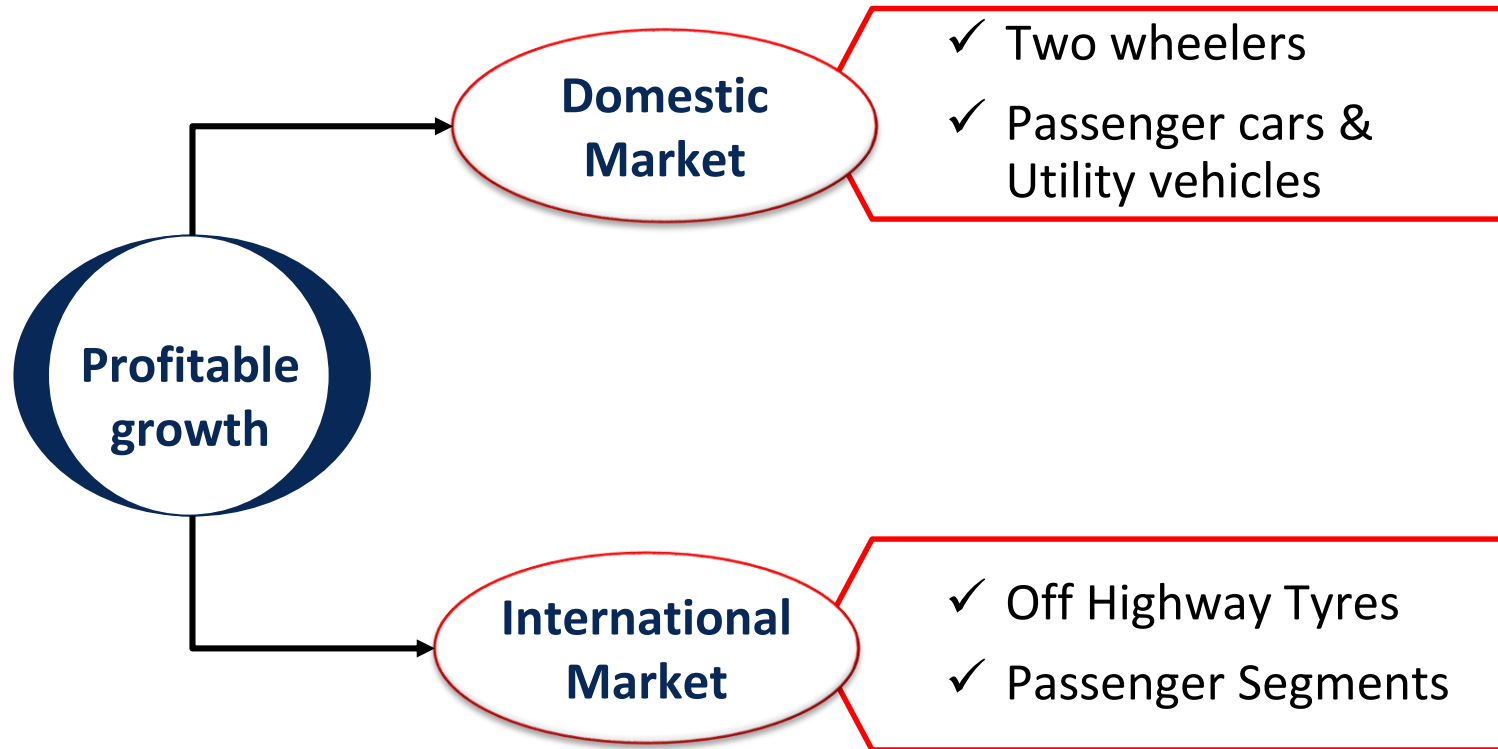 Domestic
Market
✓ Two wheelers
✓ Passenger cars &
Utility vehicles
Profitable
growth
International
Market
✓ Off Highway Tyres
✓ Passenger Segments